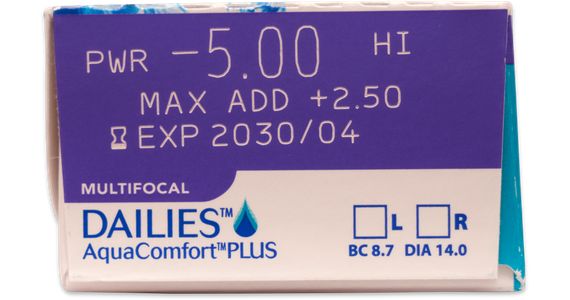 PWR -5.00 HI
MAX ADD +2.50
EXP 2030/04
MULTIFOCAL
DAILIES™
AquaComfort™PLUS
L R
BC 8.7 DIA 14.0